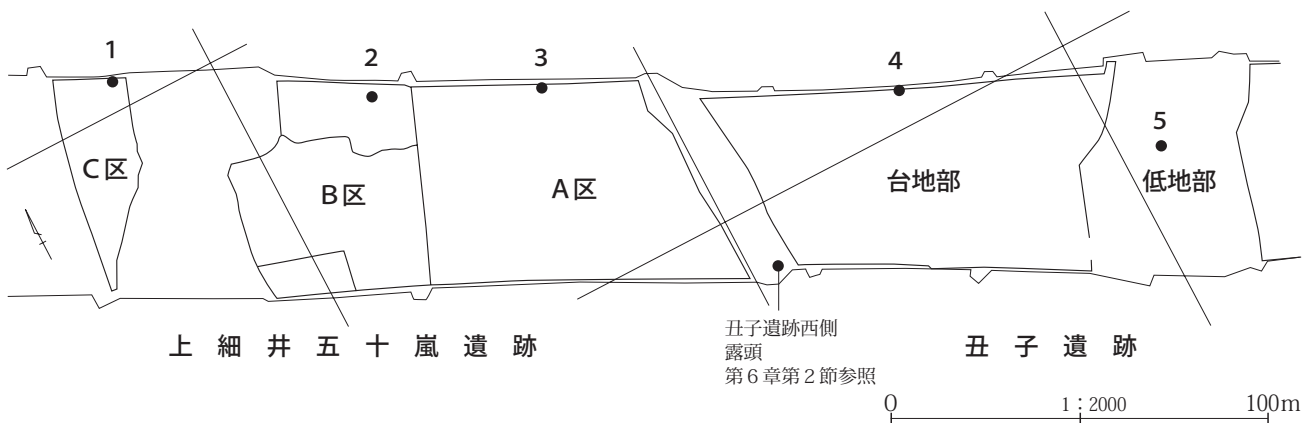 1
2
3
4
5
C区
B区
A区
台地部
低地部
上細井五十嵐遺跡
丑子遺跡西側
露頭
第6章第2節参照
丑子遺跡
0 1：2000 100m